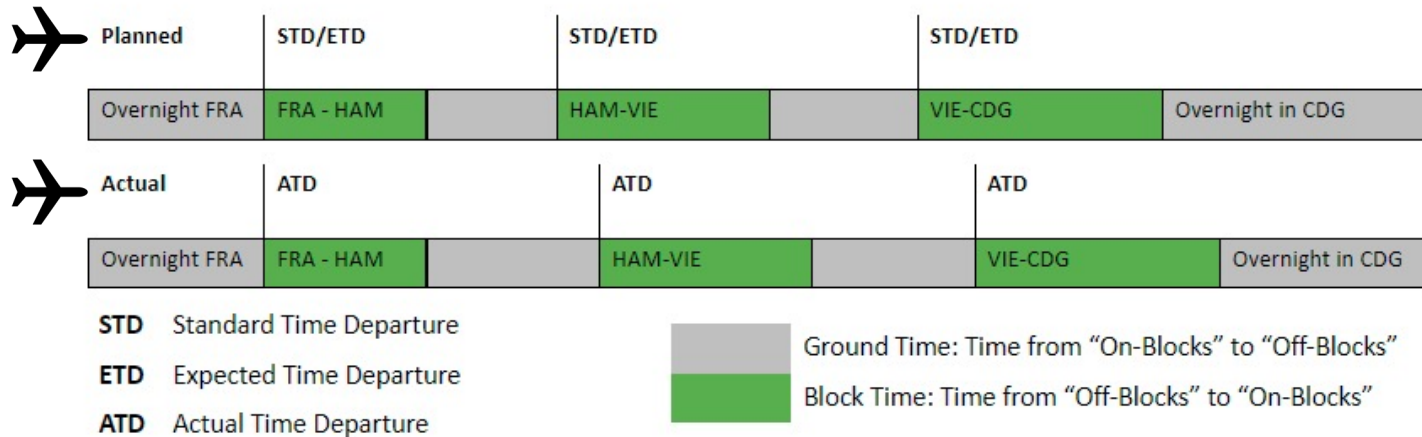 Planned STD/ETD STD/ETD STD/ETD
Overnight FRA FRA - HAM HAM-VIE VIE-CDG Overnight in CDG
Actual ATD ATD ATD
Overnight FRA FRA - HAM HAM-VIE VIE-CDG Overnight in CDG
STD Standard Time Departure
ETD Expected Time Departure
ATD Actual Time Departure
Ground Time: Time from “On-Blocks” to “Off-Blocks”
Block Time: Time from “Off-Blocks” to “On-Blocks”